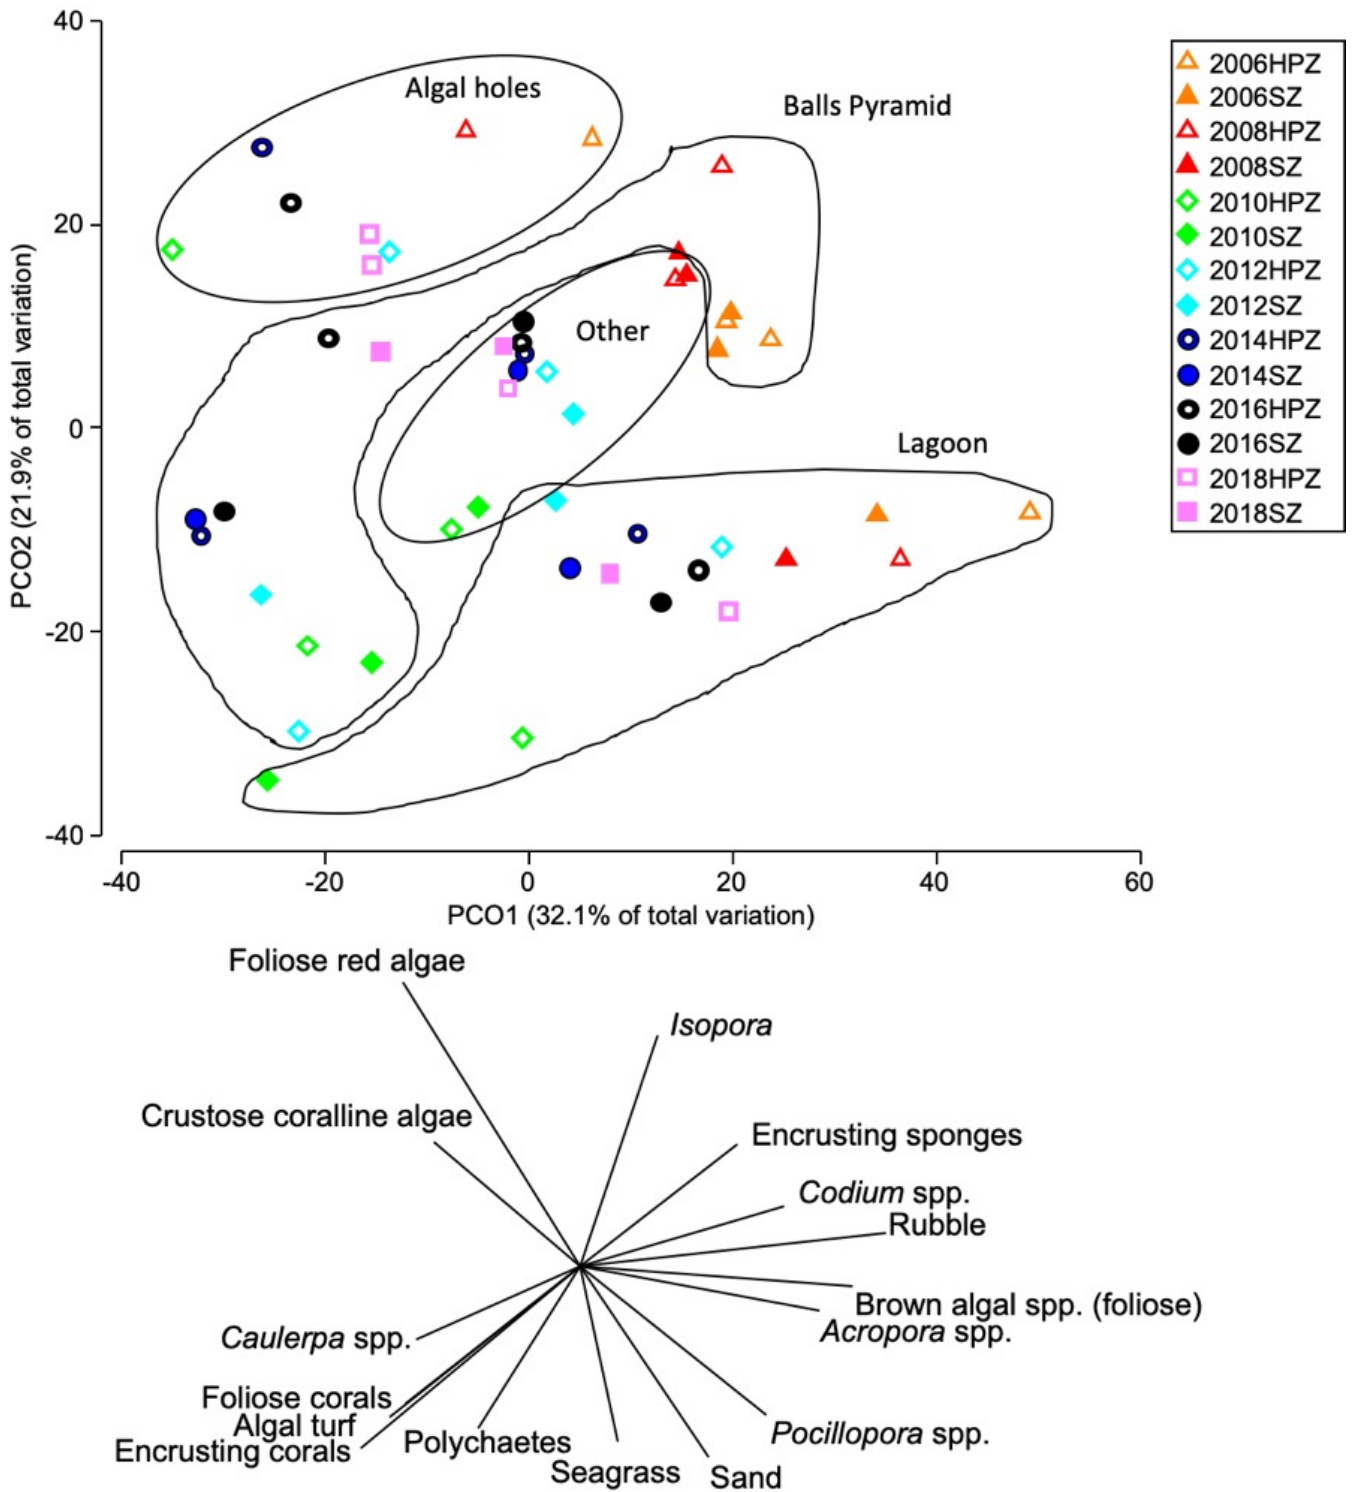 40
20
0
-20
-40
PCO2 (21.9% of total variation)
Algal holes
Balls Pyramid
Other
Lagoon
2006HPZ
2006SZ
2008HPZ
2008SZ
2010HPZ
2010SZ
2012HPZ
2012SZ
2014HPZ
2014SZ
2016HPZ
2016SZ
2018HPZ
2018SZ
-40
-20
0
20
40
60
PCO1 (32.1% of total variation)
Foliose red algae
Isopora
Crustose coralline algae
Encrusting sponges
Codium spp.
Rubble
Brown algal spp. (foliose)
Acropora spp.
Caulerpa spp.
Foliose corals
Algal turf
Encrusting corals
Polychaetes
Pocillopora spp.
Seagrass
Sand